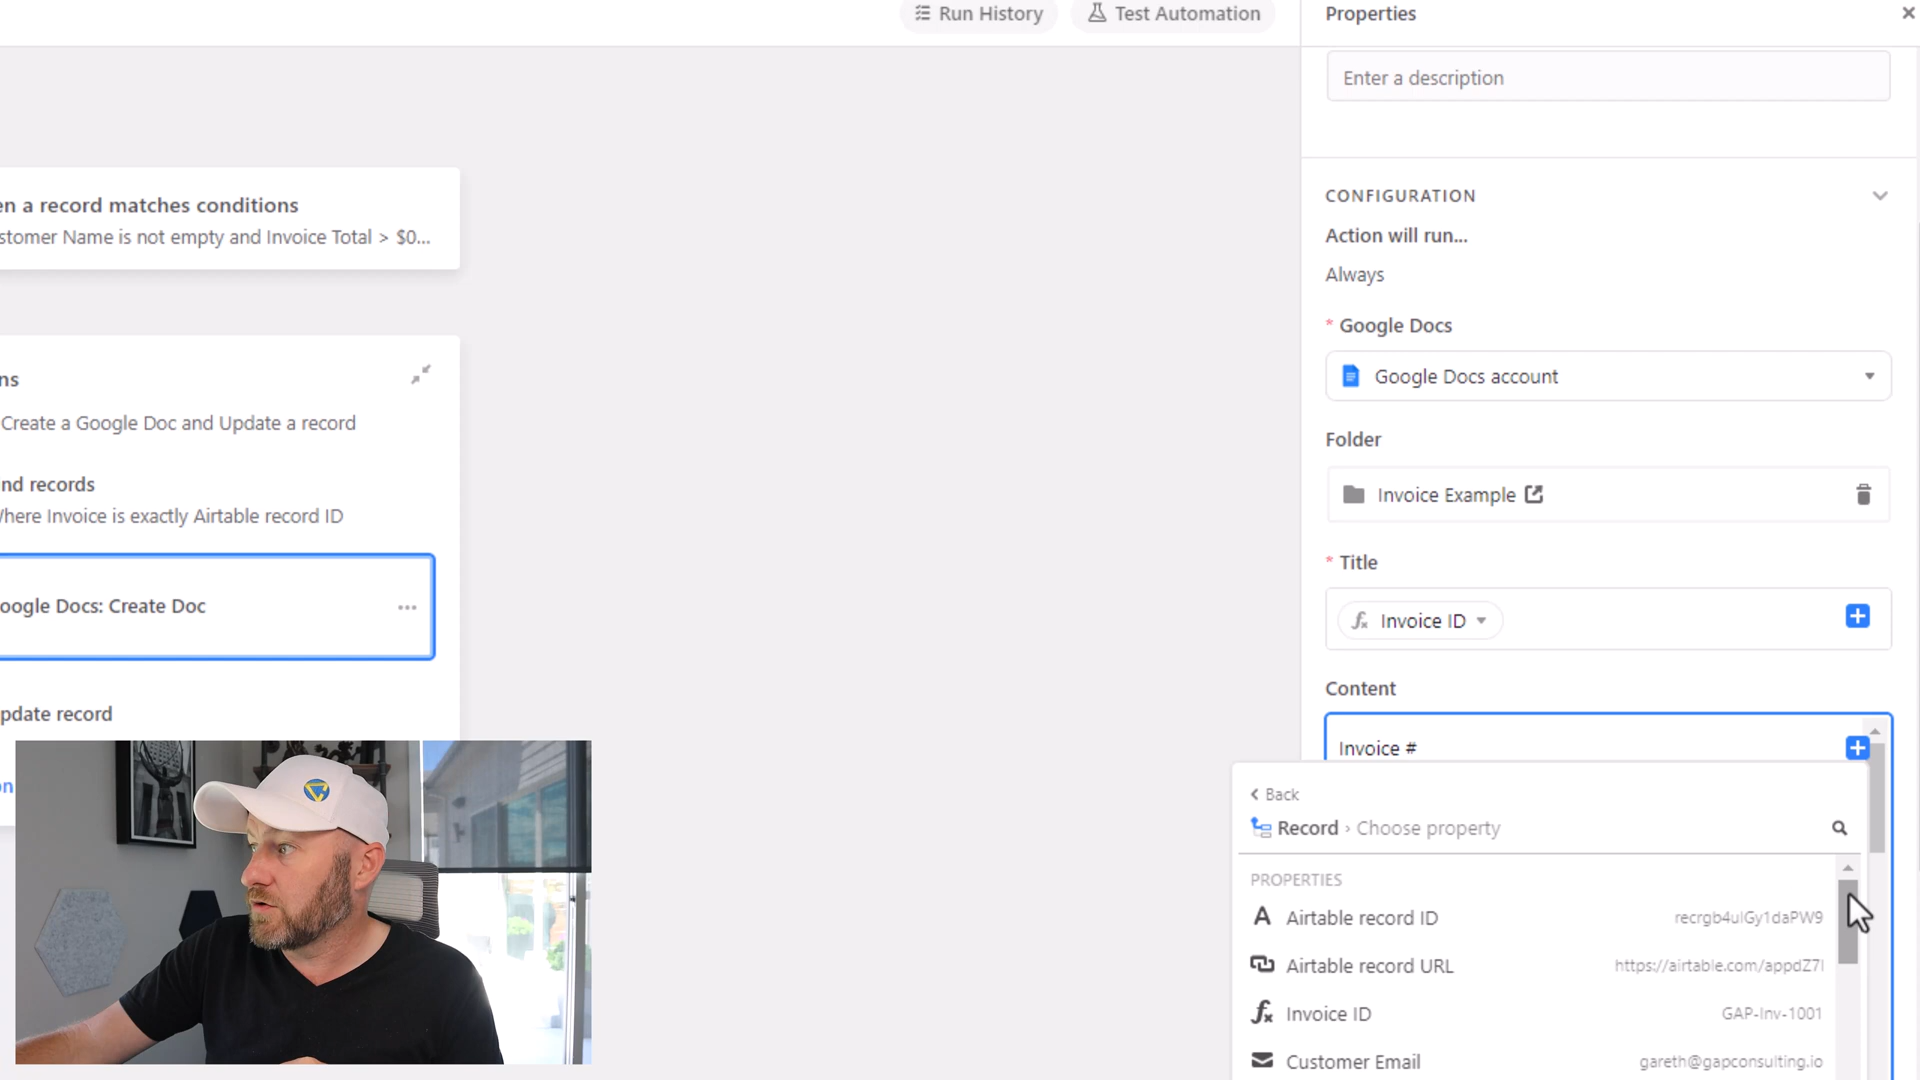 Run History
Test Automation
Properties
Enter a description
en a record matches conditions
stomer Name is not empty and Invoice Total > $0...
CONFIGURATION
Action will run...
Always
* Google Docs
Google Docs account
ns
Create a Google Doc and Update a record
Folder
Invoice Example
nd records
here Invoice is exactly Airtable record ID
* Title
Invoice ID
oogle Docs: Create Doc
Content
pdate record
Invoice #
on
Back
Record › Choose property
PROPERTIES
Airtable record ID
recrgb4ulGy1daPW9
Airtable record URL
https://airtable.com/appdZ7l
Invoice ID
GAP-Inv-1001
Customer Email
gareth@gapconsulting.io